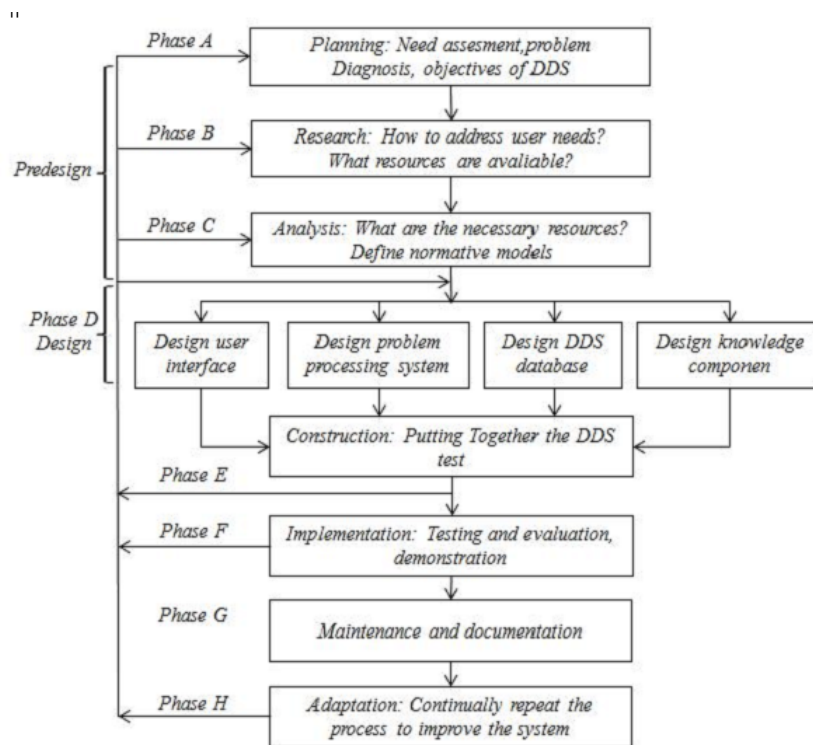 "
Phase A
Planning: Need assesment,problem
Diagnosis, objectives of DDS
Phase B
Research: How to address user needs?
What resources are avaliable?
Predesign
Phase C
Analysis: What are the necessary resources?
Define normative models
Phase D
Design
Design user
interface
Design problem
processing system
Design DDS
database
Design knowledge
componen
Construction: Putting Together the DDS
test
Phase E
Phase F
Implementation: Testing and evaluation,
demonstration
Phase G
Maintenance and documentation
Phase H
Adaptation: Continually repeat the
process to improve the system